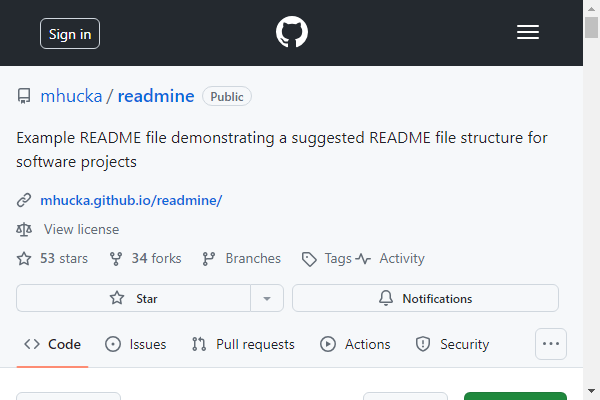 Sign in
mhucka / readmine Public
Example README file demonstrating a suggested README file structure for
software projects
mhucka.github.io/readmine/
View license
53 stars 34 forks Branches Tags Activity
Star Notifications
Code Issues Pull requests Actions Security